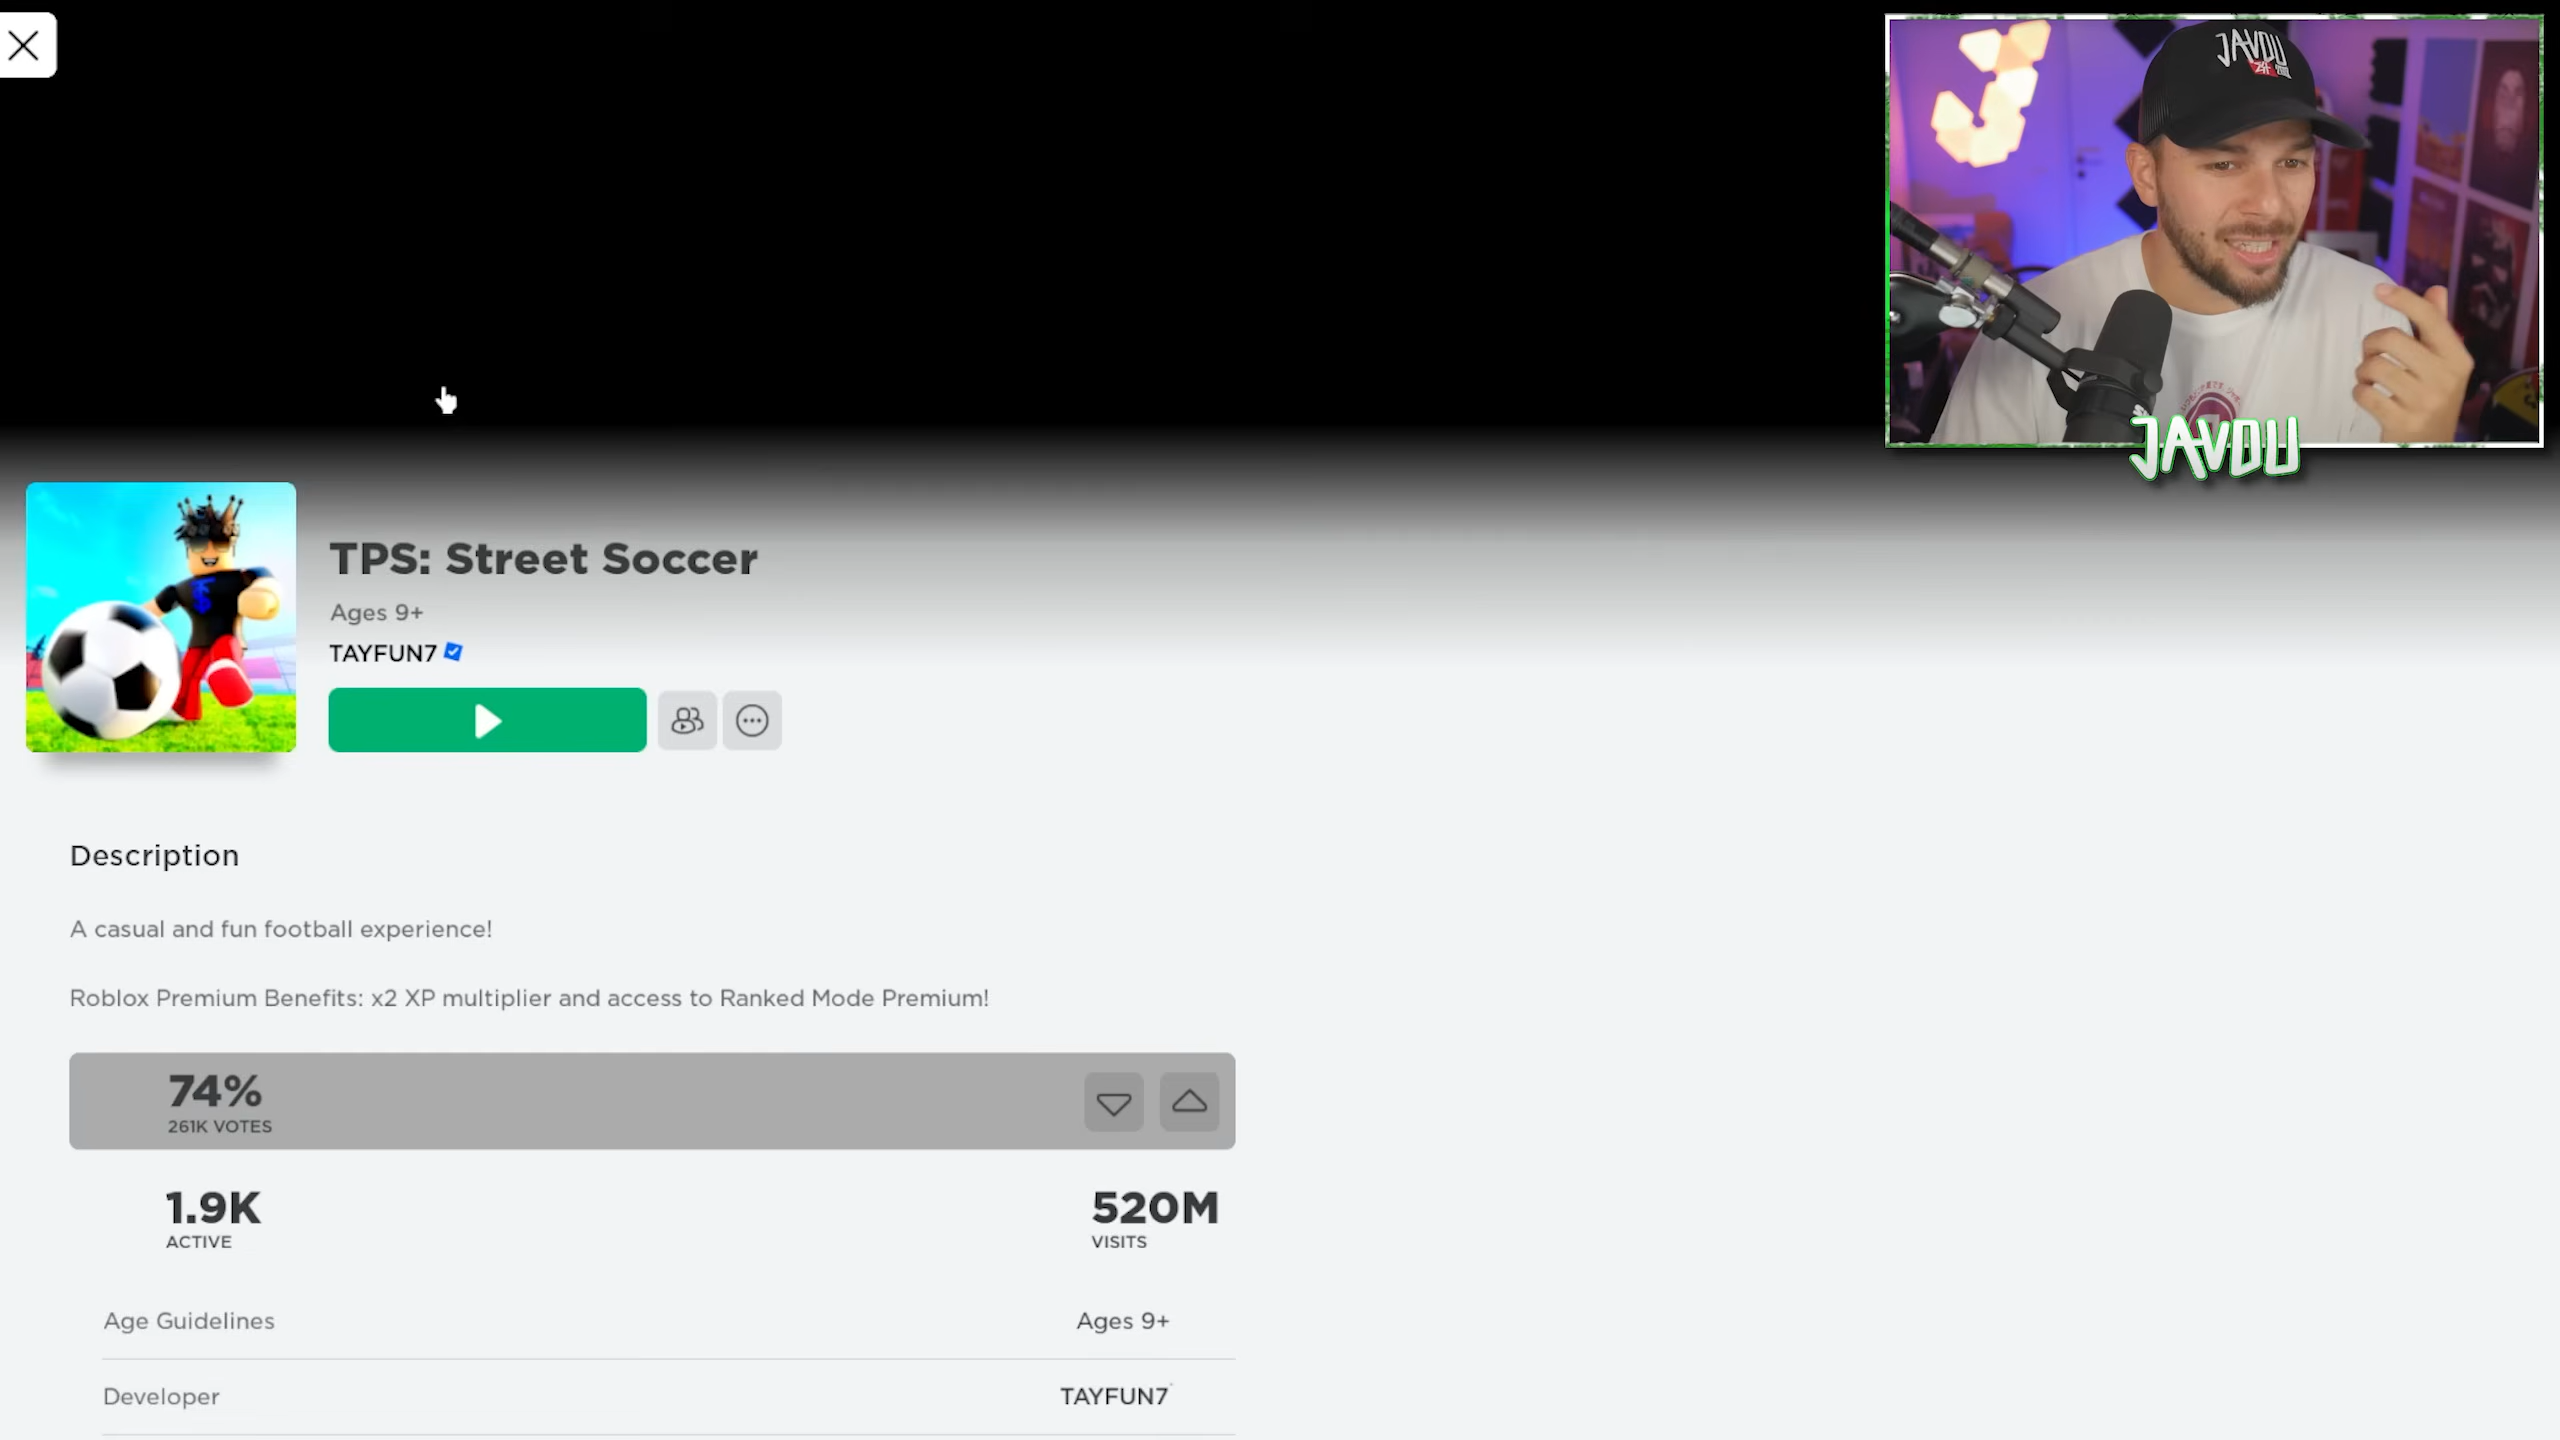 JAVDU
JAVDU
TPS: Street Soccer
Ages 9+
TAYFUN7
Description
A casual and fun football experience!
Roblox Premium Benefits: x2 XP multiplier and access to Ranked Mode Premium!
74%
261K VOTES
1.9K
ACTIVE
520M
VISITS
Age Guidelines
Ages 9+
Developer
TAYFUN7